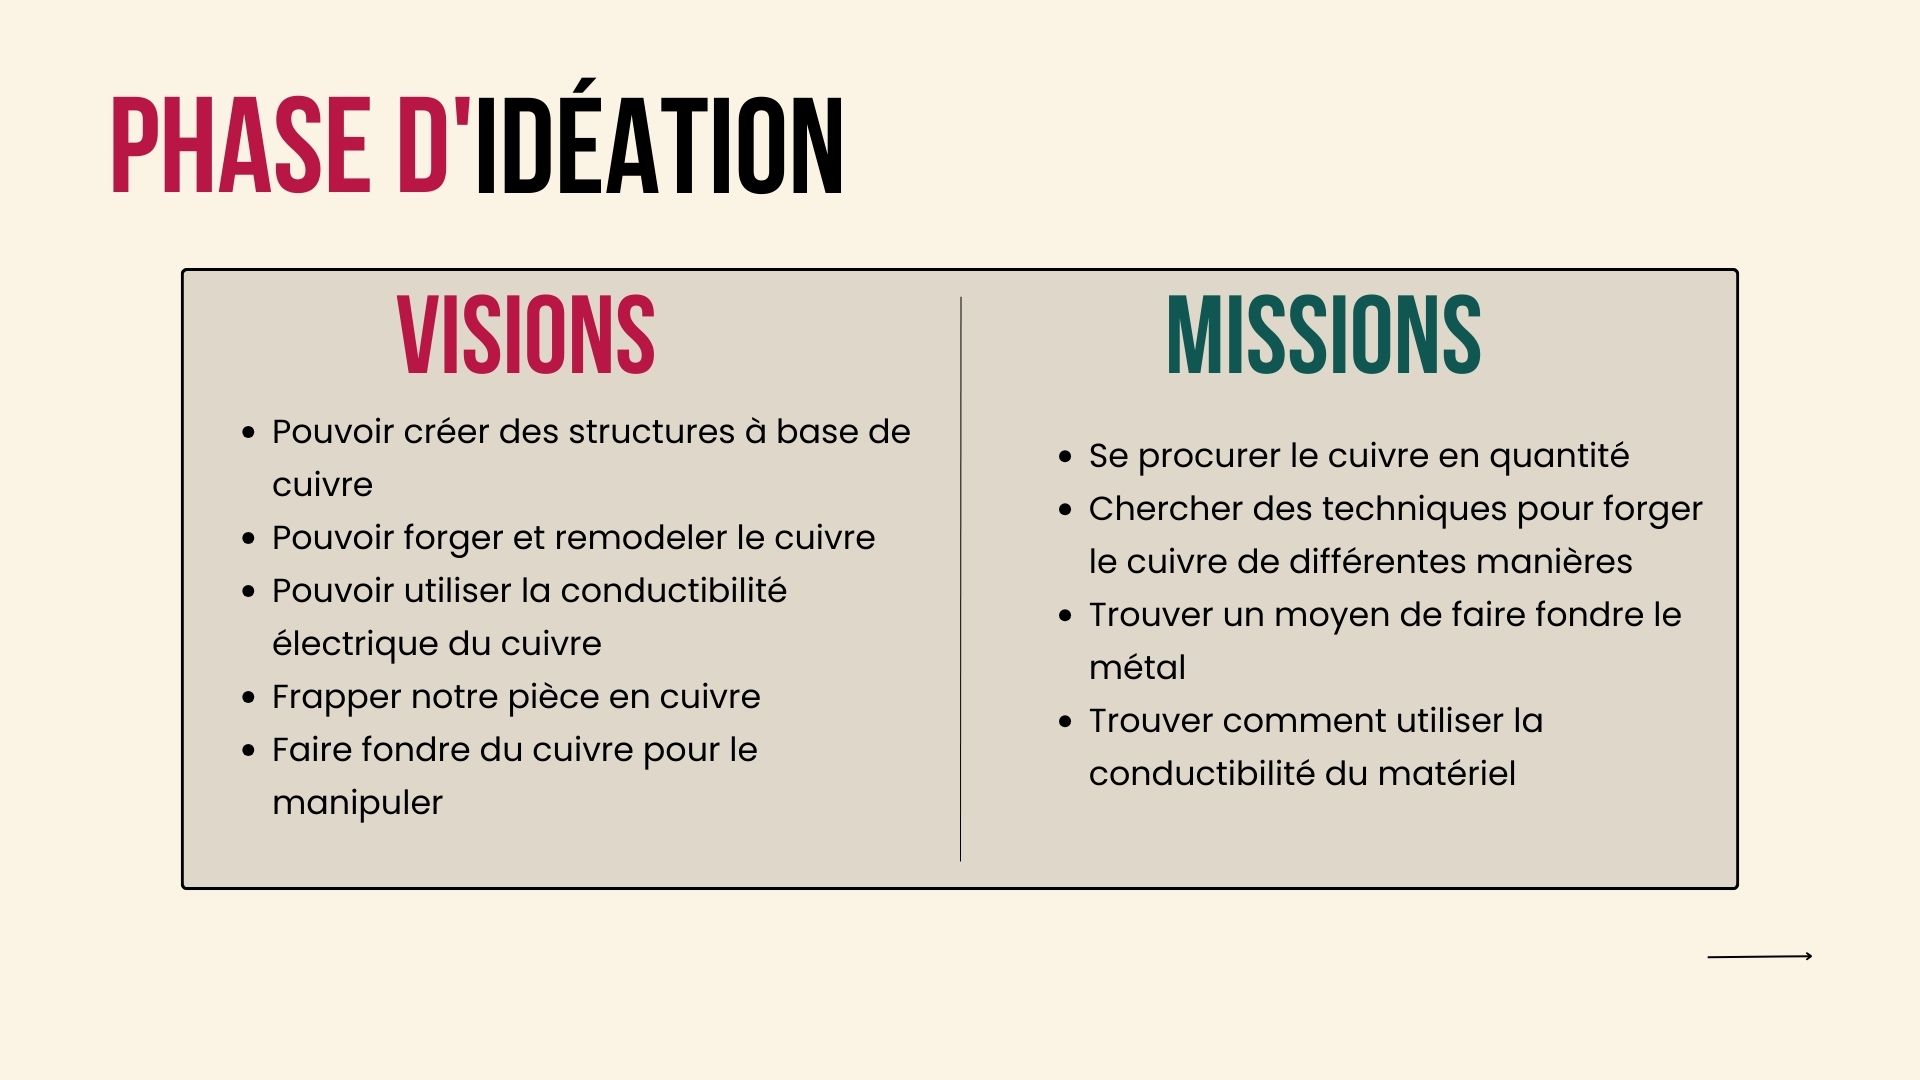 PHASE D'IDÉATION
VISIONS
Pouvoir créer des structures à base de
cuivre
Pouvoir forger et remodeler le cuivre
Pouvoir utiliser la conductibilité
électrique du cuivre
Frapper notre pièce en cuivre
Faire fondre du cuivre pour le
manipuler
MISSIONS
Se procurer le cuivre en quantité
Chercher des techniques pour forger
le cuivre de différentes manières
Trouver un moyen de faire fondre le
métal
Trouver comment utiliser la
conductibilité du matériel